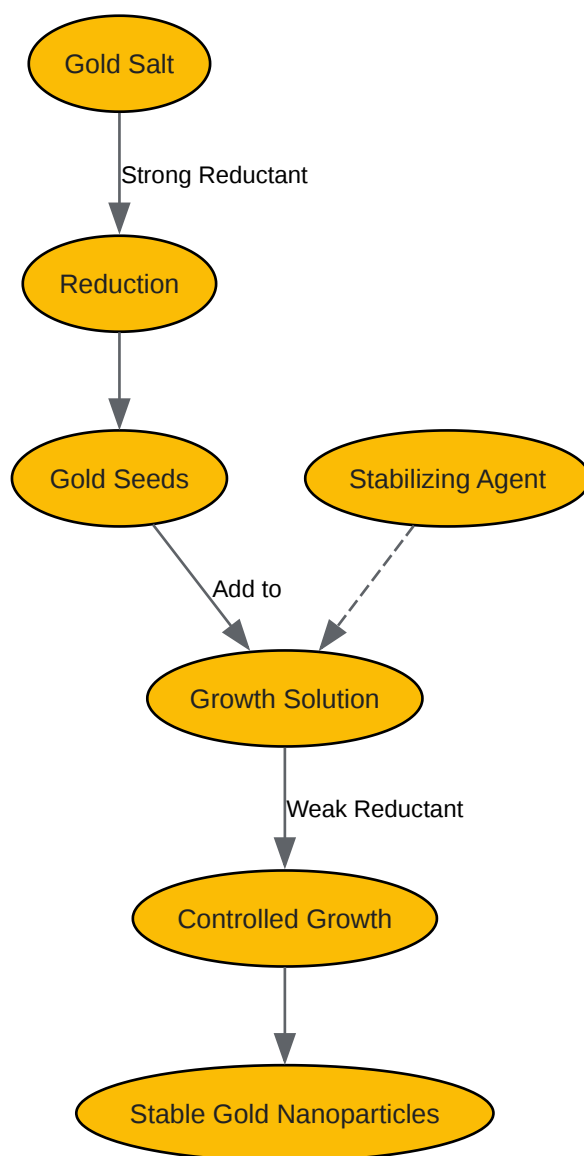 Gold Salt
Strong Reductant
Reduction
Gold Seeds
Stabilizing Agent
Add to
Growth Solution
Weak Reductant
Controlled Growth
Stable Gold Nanoparticles